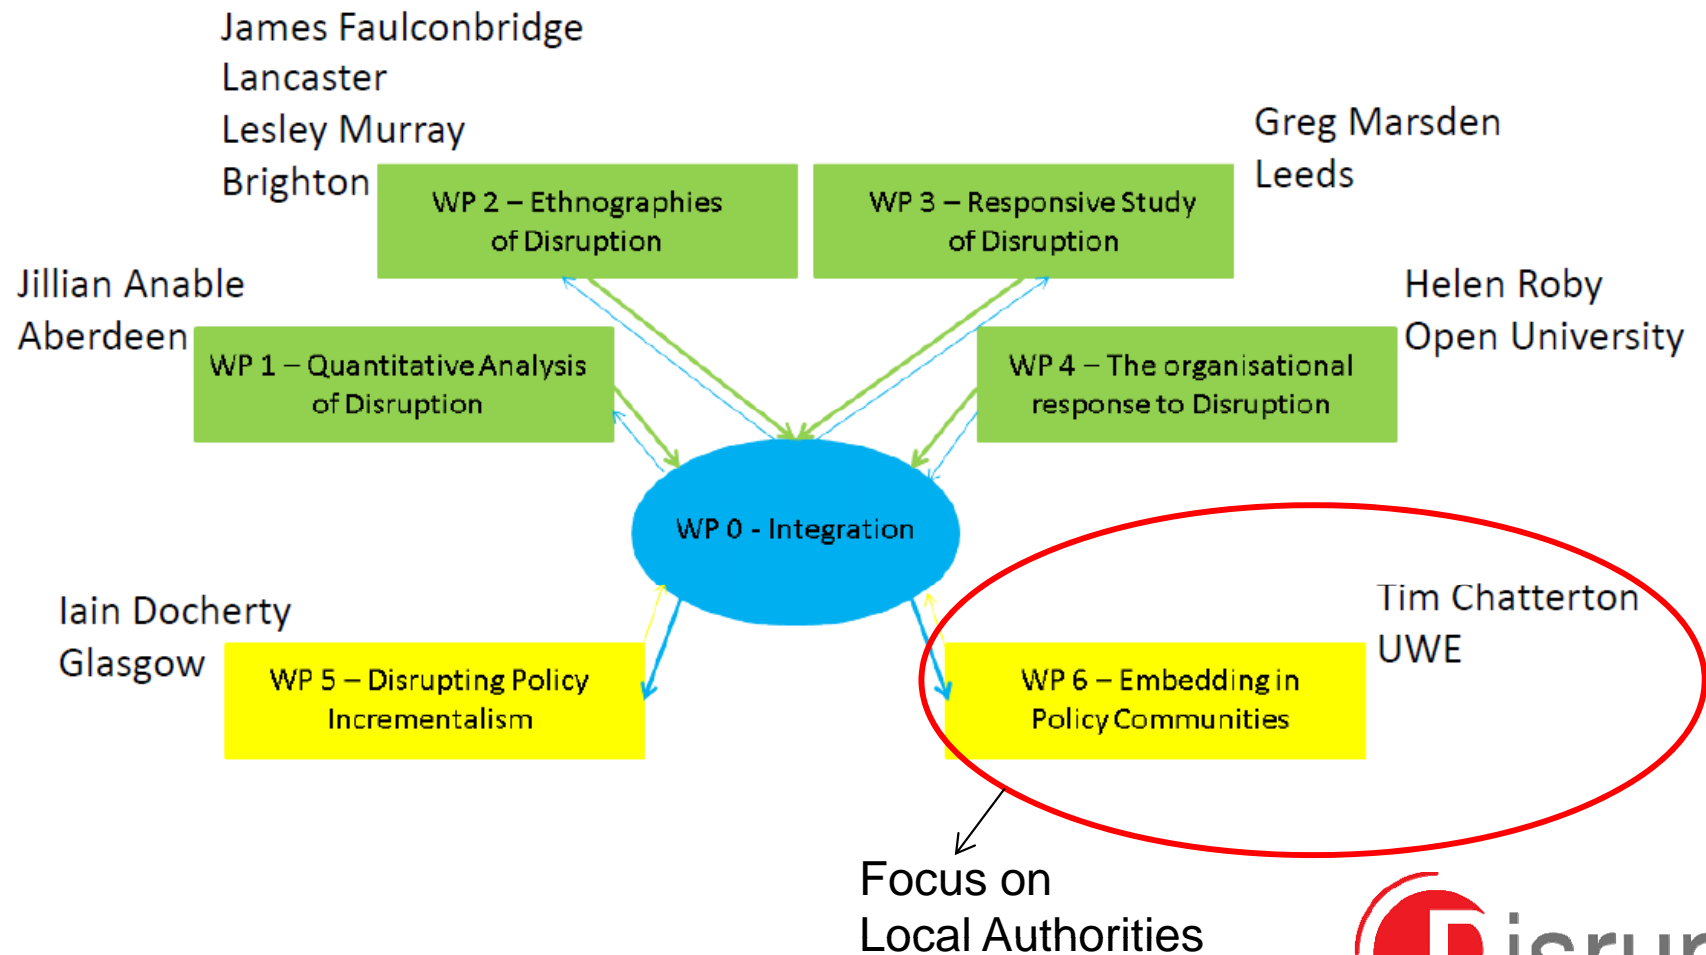 James Faulconbridge
Lancaster
Lesley Murray
Brighton
Greg Marsden
Leeds
WP 2 – Ethnographies
of Disruption
WP 3 – Responsive Study
of Disruption
Jillian Anable
Aberdeen
Helen Roby
Open University
WP 1 – Quantitative Analysis
of Disruption
WP 4 – The organisational
response to Disruption
WP 0 - Integration
Iain Docherty
Glasgow
Tim Chatterton
UWE
WP 5 – Disrupting Policy
Incrementalism
WP 6 – Embedding in
Policy Communities
Focus on
Local Authorities